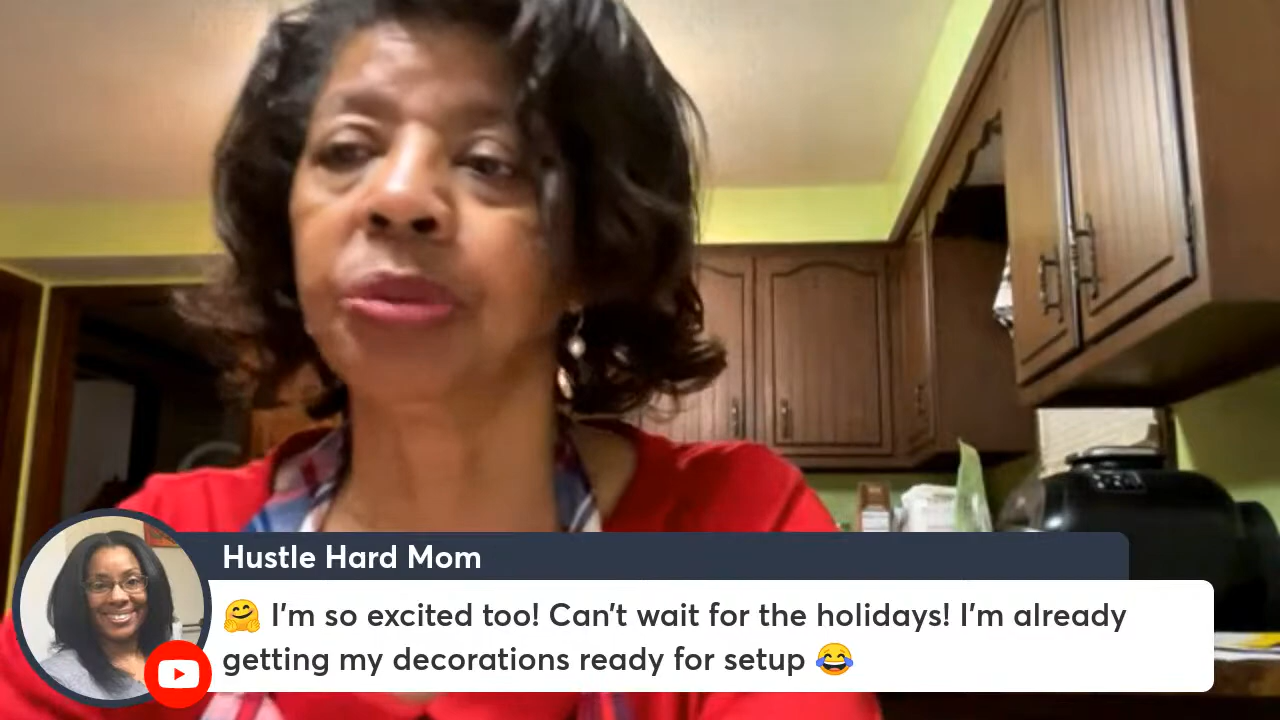 Hustle Hard Mom
🤗 I'm so excited too! Can't wait for the holidays! I'm already
getting my decorations ready for setup 😂